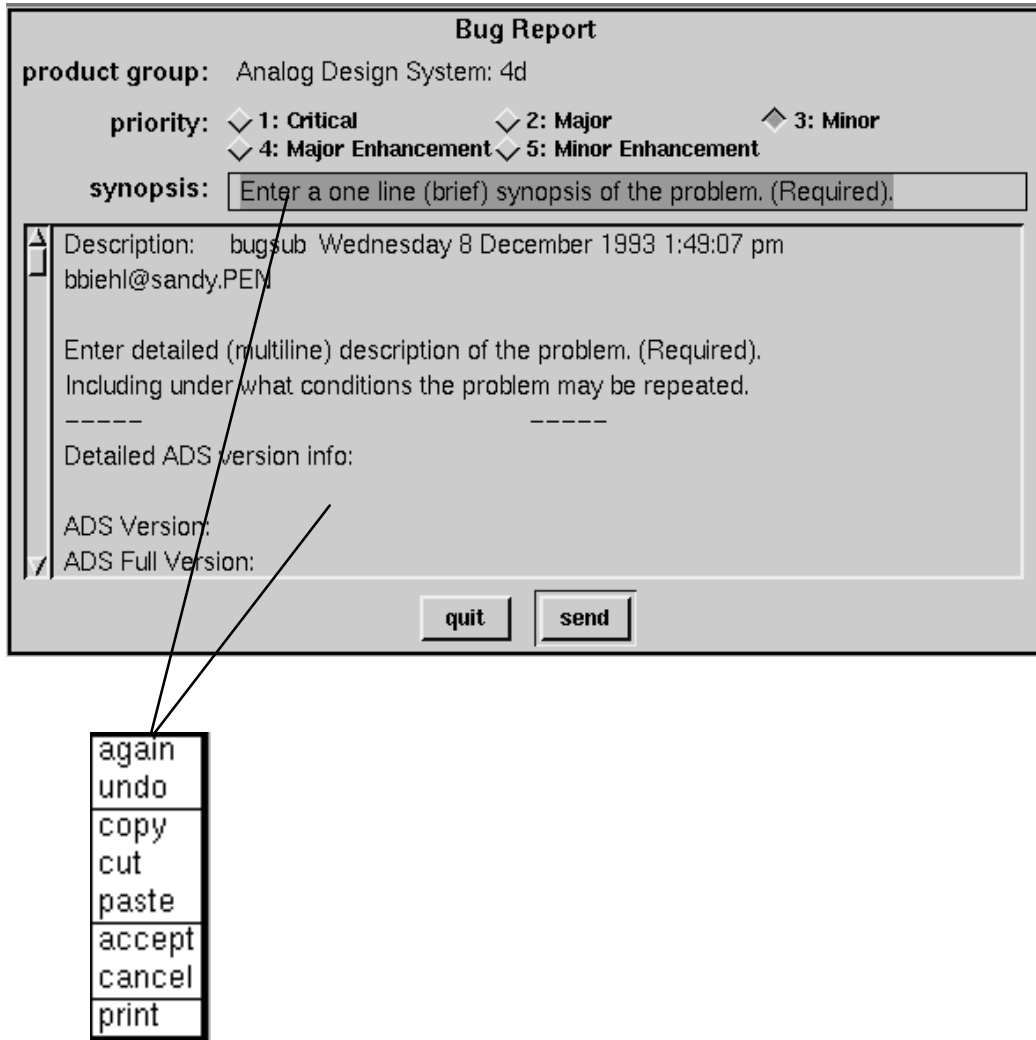 Bug Report
product group: Analog Design System: 4d
priority: 1: Critical 2: Major 3: Minor
4: Major Enhancement 5: Minor Enhancement
synopsis: Enter a one line (brief) synopsis of the problem. (Required).
Description: bugsub Wednesday 8 December 1993 1:49:07 pm
bbiehl@sandy.PEN
Enter detailed (multiline) description of the problem. (Required).
Including under what conditions the problem may be repeated.
----- -----
Detailed ADS version info:
ADS Version:
ADS Full Version:
quit send
again
undo
copy
cut
paste
accept
cancel
print